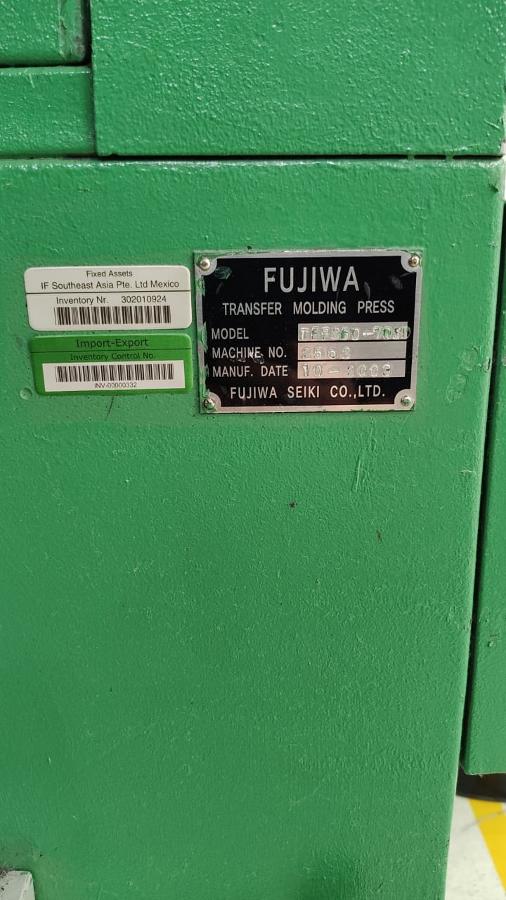 Fixed Assets
IF Southeast Asia Pte. Ltd Mexico
Inventory Nr. 302010924
Import-Export
Inventory Control No.
INV-00000332
FUJIWA
TRANSFER MOLDING PRESS
MODEL
MACHINE NO.
MANUF. DATE
FUJIWA SEIKI CO.,LTD.